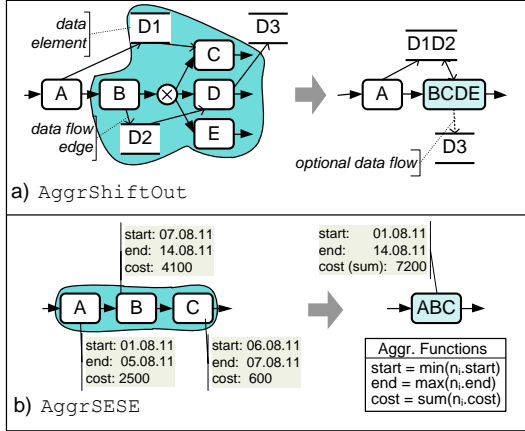 data
element
D1
D3
C
A
B
D
E
data flow
edge
D2
D1D2
A
BCDE
optional data flow
D3
a) AggrShiftOut
start: 07.08.11
end: 14.08.11
cost: 4100
A
B
C
start: 01.08.11
end: 05.08.11
cost: 2500
start: 06.08.11
end: 07.08.11
cost: 600
start: 01.08.11
end: 14.08.11
cost (sum): 7200
ABC
Aggr. Functions
start = min(ni.start)
end = max(ni.end)
cost = sum(ni.cost)
b) AggrSESE